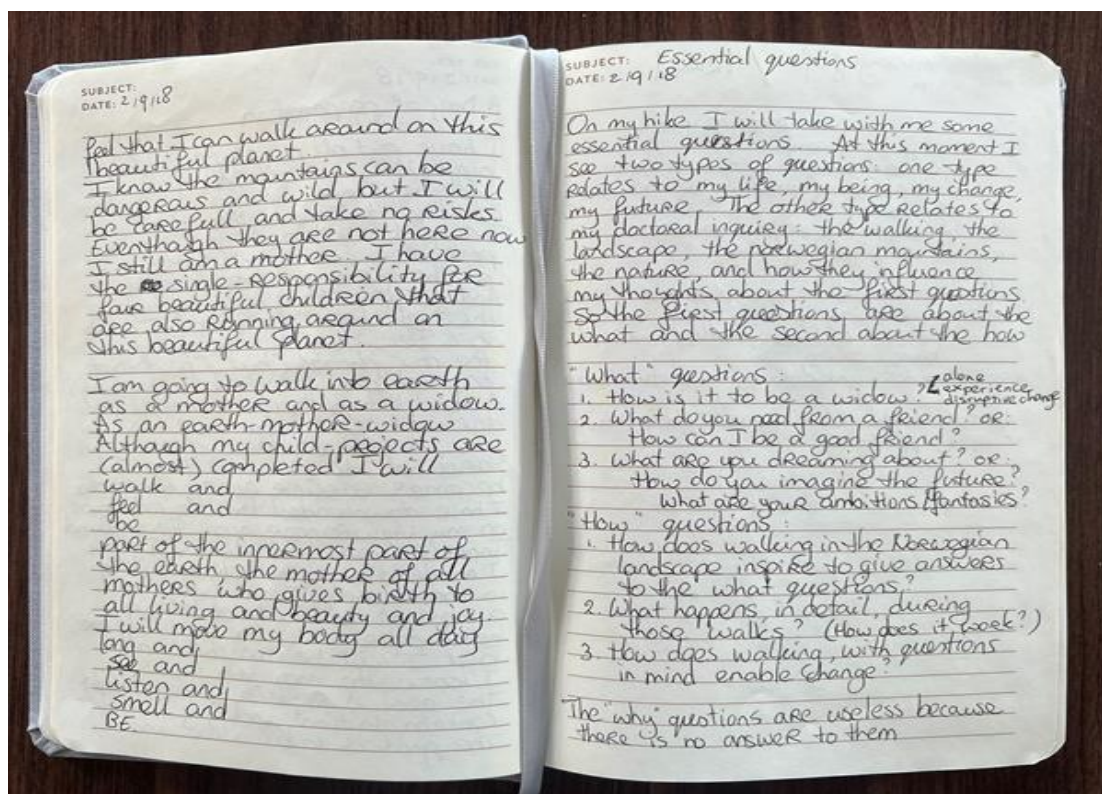 SUBJECT:
DATE: 2/9/18
feel that I can walk around on this
beautiful planet.
I know the mountains can be
dangerous and wild but I will
be carefull and take no risks.
Eventhough they are not here now
I still am a mother. I have
the single-responsibility for
four beautiful children that
are also running around on
this beautiful planet.
I am going to walk into earth
as a mother and as a widow.
As an earth-mother-widow
Although my child-projects are
(almost) completed I will
walk and
feel and
be
part of the innermost part of
the earth, the mother of all
mothers who gives birth to
all living and beauty and joy.
I will move my body all day
long and
see and
listen and
smell and
BE.
SUBJECT: Essential questions
DATE: 2/9/18
On my hike I will take with me some
essential questions. At this moment I
see two types of questions: one type
relates to my life, my being, my change,
my future. The other type relates to
my doctoral inquiry: the walking, the
landscape, the norwegian mountains,
the nature, and how they influence
my thoughts about the first questions.
So the first questions are about the
what and the second about the how
"What" questions:
1. How is it to be a widow?
alone
experience
disruptive change
2. What do you need from a friend? or:
How can I be a good friend?
3. What are you dreaming about? or:
How do you imagine the future?
What are your ambitions/fantasies?
"How" questions:
1. How does walking in the Norwegian
landscape inspire to give answers
to the what questions?
2. What happens, in detail, during
those walks? (How does it work?)
3. How does walking, with questions
in mind enable change?
The "why" questions are useless because
there is no answer to them